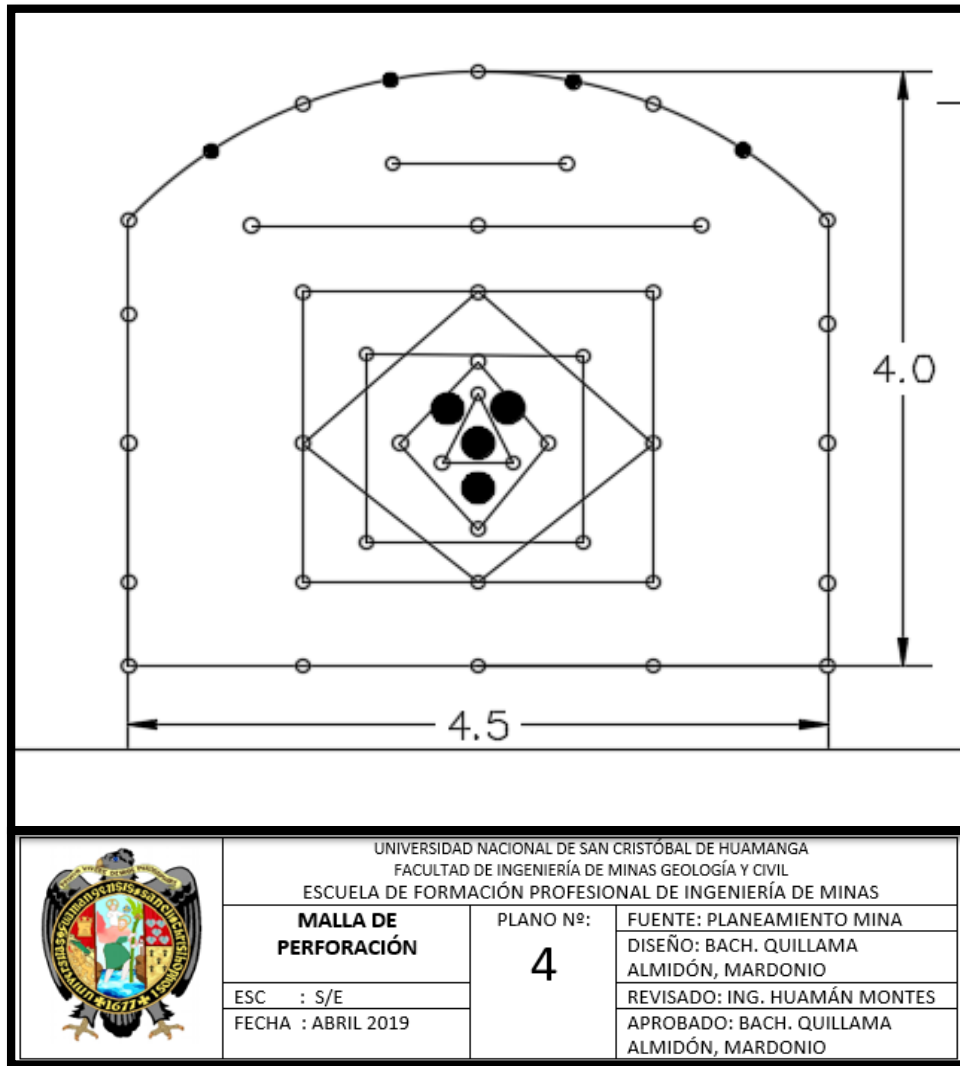 4.0
4.5
UNIVERSIDAD NACIONAL DE SAN CRISTÓBAL DE HUAMANGA
FACULTAD DE INGENIERÍA DE MINAS GEOLOGÍA Y CIVIL
ESCUELA DE FORMACIÓN PROFESIONAL DE INGENIERÍA DE MINAS
MALLA DE
PERFORACIÓN
ESC : S/E
FECHA : ABRIL 2019
PLANO Nº:
4
FUENTE: PLANEAMIENTO MINA
DISEÑO: BACH. QUILLAMA
ALMIDÓN, MARDONIO
REVISADO: ING. HUAMÁN MONTES
APROBADO: BACH. QUILLAMA
ALMIDÓN, MARDONIO
1677